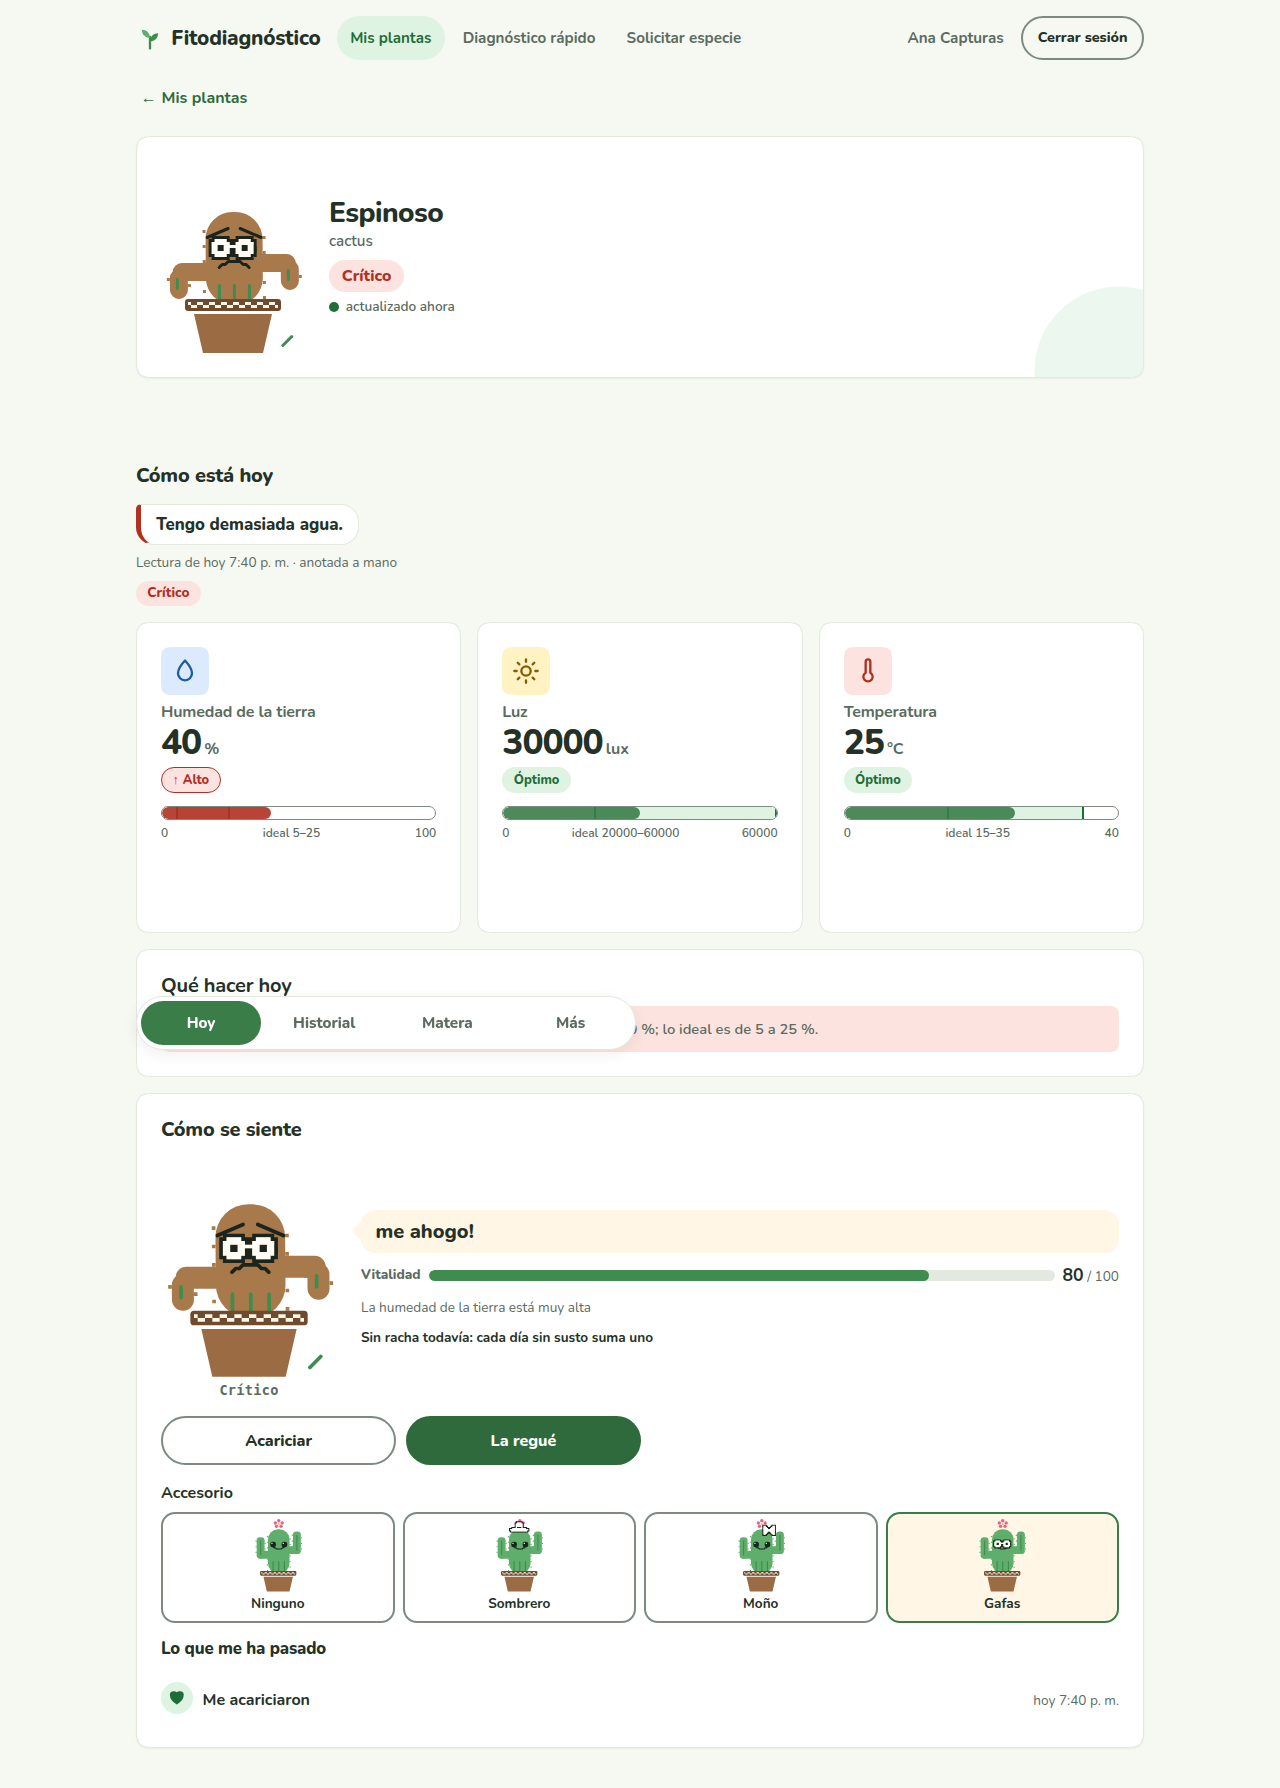 Fitodiagnóstico
Mis plantas
Diagnóstico rápido
Solicitar especie
Ana Capturas
Cerrar sesión
← Mis plantas
Espinoso
cactus
Crítico
actualizado ahora
Cómo está hoy
Tengo demasiada agua.
Lectura de hoy 7:40 p. m. · anotada a mano
Crítico
Humedad de la tierra
40 %
↑ Alto
0 ideal 5–25 100
Luz
30000 lux
Óptimo
0 ideal 20000–60000 60000
Temperatura
25 °C
Óptimo
0 ideal 15–35 40
Qué hacer hoy
%; lo ideal es de 5 a 25 %.
Hoy
Historial
Matera
Más
Cómo se siente
me ahogo!
Vitalidad 80 / 100
La humedad de la tierra está muy alta
Sin racha todavía: cada día sin susto suma uno
Crítico
Acariciar
La regué
Accesorio
Ninguno
Sombrero
Moño
Gafas
Lo que me ha pasado
Me acariciaron
hoy 7:40 p. m.